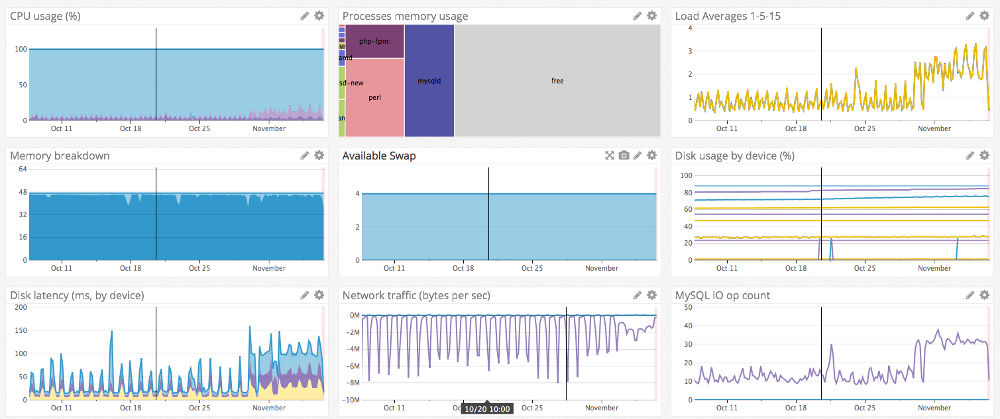 CPU usage (%)
100
50
0
Oct 11 Oct 18 Oct 25 November
Processes memory usage
php-fpm:
amd
sd-new
perl
mysqld
free
Load Averages 1-5-15
4
3
2
1
0
Oct 11 Oct 18 Oct 25 November
Memory breakdown
64
48
32
16
0
Oct 11 Oct 18 Oct 25 November
Available Swap
4
2
0
Oct 11 Oct 18 Oct 25 November
Disk usage by device (%)
100
80
60
40
20
0
Oct 11 Oct 18 Oct 25 November
Disk latency (ms, by device)
200
150
100
50
0
Oct 11 Oct 18 Oct 25 November
Network traffic (bytes per sec)
0M
−2M
−4M
−6M
−8M
−10M
Oct 11 10/20 10:00 Oct 25 November
MySQL IO op count
50
40
30
20
10
0
Oct 11 Oct 18 Oct 25 November